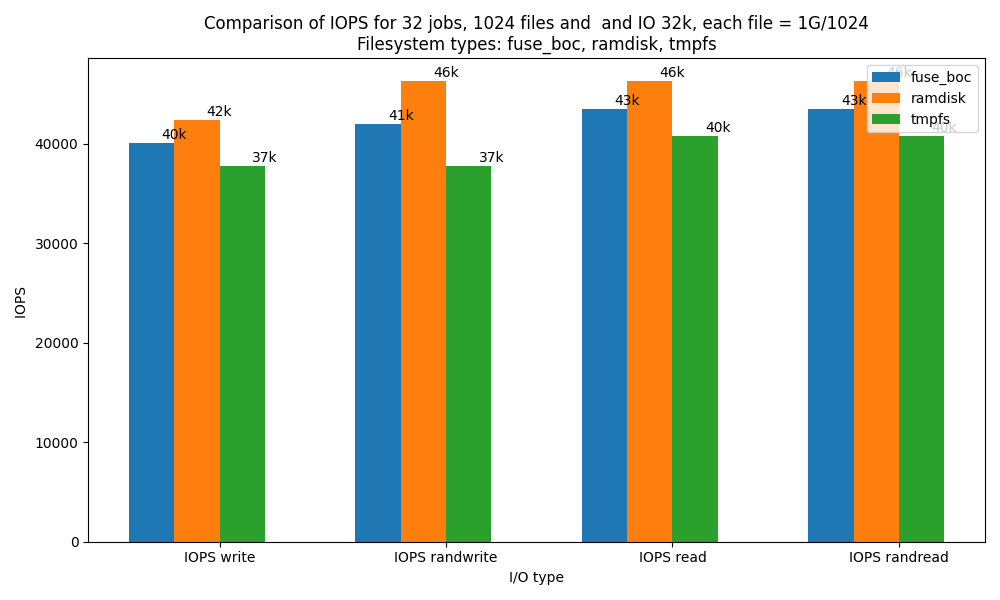 Comparison of IOPS for 32 jobs, 1024 files and  and IO 32k, each file = 1G/1024
Filesystem types: fuse_boc, ramdisk, tmpfs
fuse_boc
ramdisk
tmpfs
40k 42k 37k 41k 46k 37k 43k 46k 40k 43k 46k 40k
IOPS
40000
30000
20000
10000
0
IOPS write IOPS randwrite IOPS read IOPS randread
I/O type